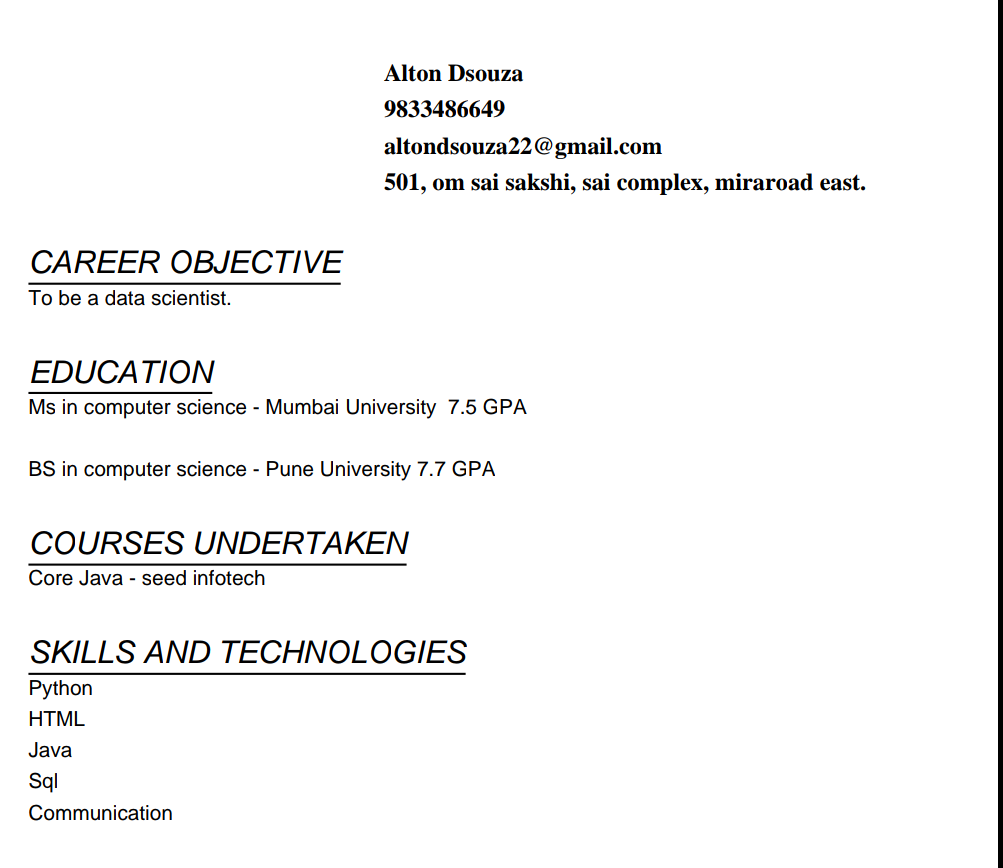 Alton Dsouza
9833486649
altondsouza22@gmail.com
501, om sai sakshi, sai complex, miraroad east.
CAREER OBJECTIVE
To be a data scientist.
EDUCATION
Ms in computer science - Mumbai University  7.5 GPA
BS in computer science - Pune University 7.7 GPA
COURSES UNDERTAKEN
Core Java - seed infotech
SKILLS AND TECHNOLOGIES
Python
HTML
Java
Sql
Communication